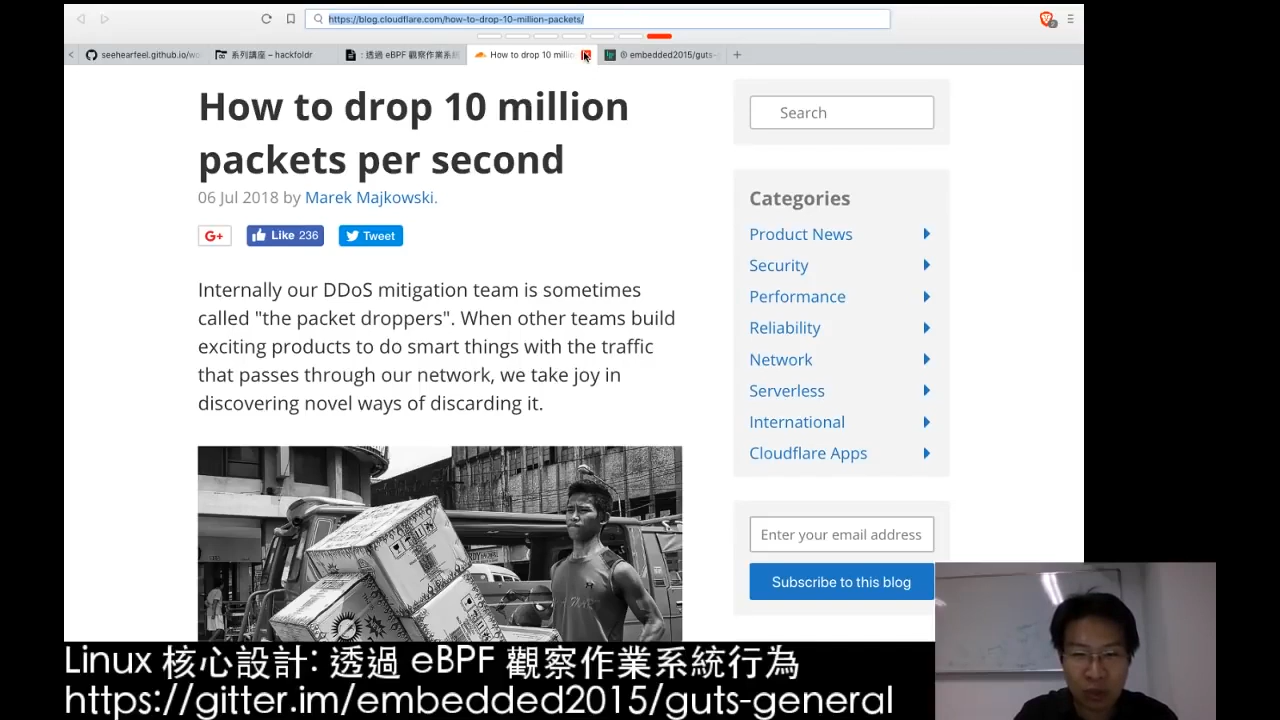 https://blog.cloudflare.com/how-to-drop-10-million-packets/
seehearfeel.github.io/wo
系列講座 – hackfoldr
: 透過 eBPF 觀察作業系統
How to drop 10 millic
embedded2015/guts-
How to drop 10 million
packets per second
06 Jul 2018 by Marek Majkowski.
G+
Like 236
Tweet
Internally our DDoS mitigation team is sometimes
called "the packet droppers". When other teams build
exciting products to do smart things with the traffic
that passes through our network, we take joy in
discovering novel ways of discarding it.
Search
Categories
Product News
Security
Performance
Reliability
Network
Serverless
International
Cloudflare Apps
Enter your email address
Subscribe to this blog
Linux 核心設計: 透過 eBPF 觀察作業系統行為
https://gitter.im/embedded2015/guts-general